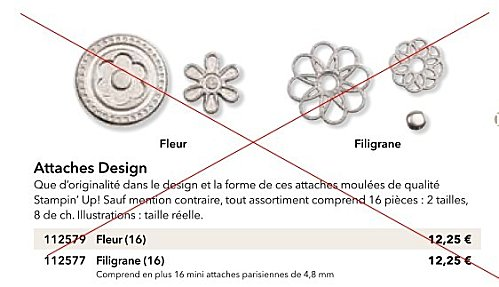 Fleur
Filigrane
Attaches Design
Que d'originalité dans le design et la forme de ces attaches moulées de qualité
Stampin' Up! Sauf mention contraire, tout assortiment comprend 16 pièces : 2 tailles,
8 de ch. Illustrations : taille réelle.
112579 Fleur (16) 12,25 €
112577 Filigrane (16) 12,25 €
Comprend en plus 16 mini attaches parisiennes de 4,8 mm